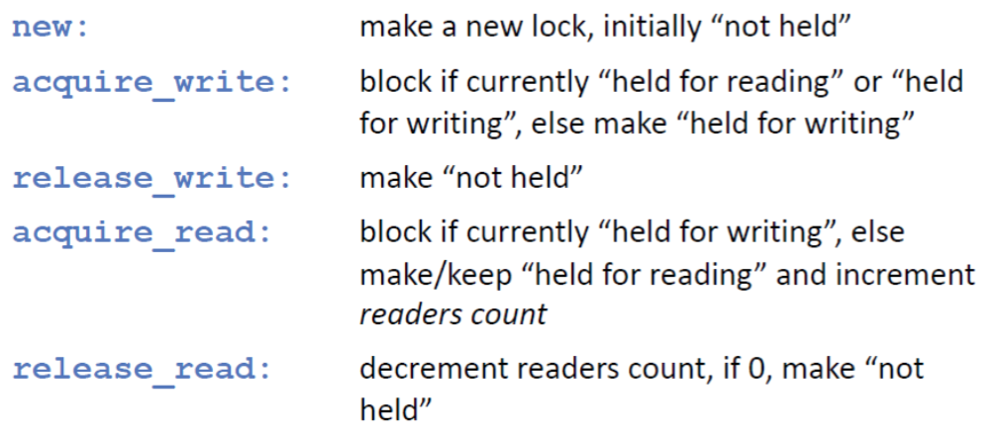 new: make a new lock, initially “not held”
acquire_write: block if currently “held for reading” or “held
for writing”, else make “held for writing”
release_write: make “not held”
acquire_read: block if currently “held for writing”, else
make/keep “held for reading” and increment
readers count
release_read: decrement readers count, if 0, make “not
held”